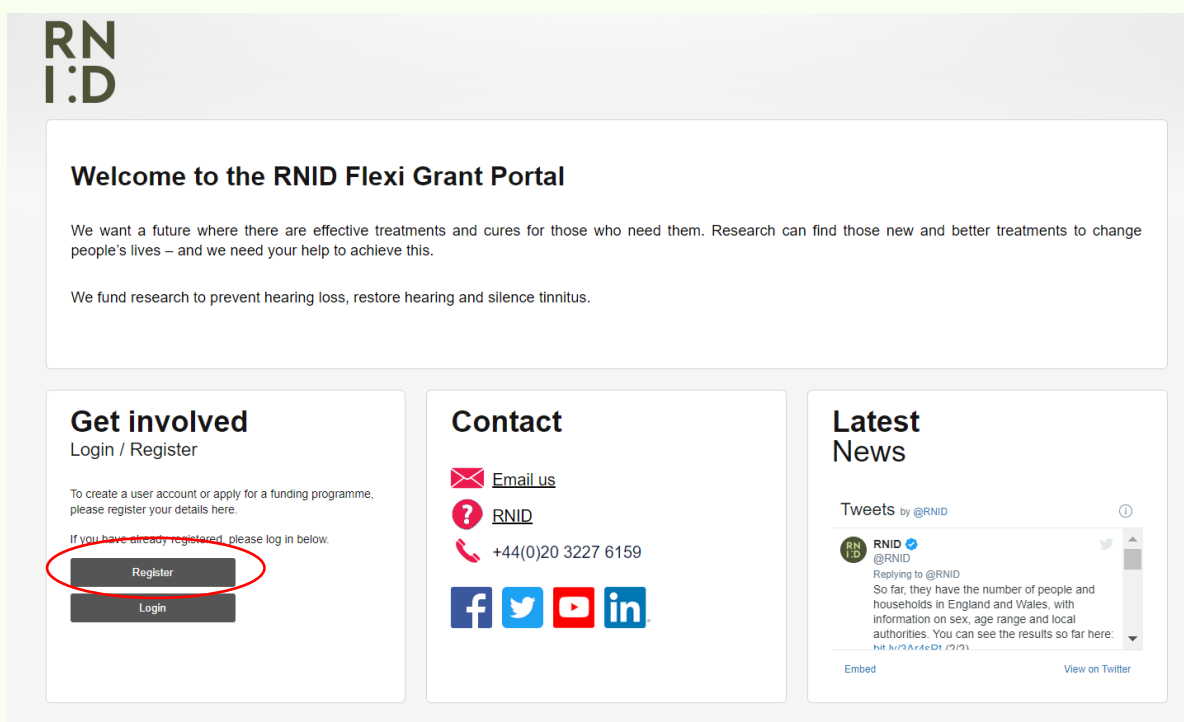 RN
I:D
Welcome to the RNID Flexi Grant Portal
We want a future where there are effective treatments and cures for those who need them. Research can find those new and better treatments to change
people's lives – and we need your help to achieve this.
We fund research to prevent hearing loss, restore hearing and silence tinnitus.
Get involved
Login / Register
To create a user account or apply for a funding programme,
please register your details here.
If you have already registered, please log in below.
Register
Login
Contact
Email us
? RNID
+44(0)20 3227 6159
f in
Latest
News
Tweets by @RNID
RN
I:D
RNID
@RNID
Replying to @RNID
So far, they have the number of people and
households in England and Wales, with
information on sex, age range and local
authorities. You can see the results so far here:
bit.ly/3Ar4sRt (2/2)
Embed
View on Twitter